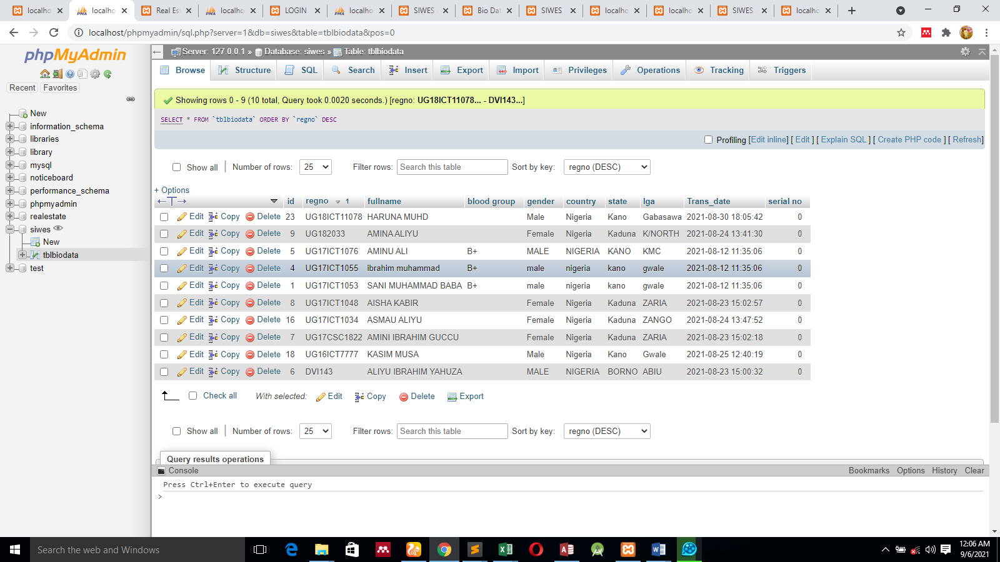 localho localho Real Est localho LOGIN localho SIWES Bio Dat SIWES localho localho SIWES localho
localhost/phpmyadmin/sql.php?server=1&db=siwes&table=tblbiodata&pos=0
phpMyAdmin
Recent Favorites
New
information_schema
libraries
library
mysql
noticeboard
performance_schema
phpmyadmin
realestate
siwes
New
tblbiodata
test
Server: 127.0.0.1 » Database: siwes » Table: tblbiodata
Browse Structure SQL Search Insert Export Import Privileges Operations Tracking Triggers
Showing rows 0 - 9 (10 total, Query took 0.0020 seconds.) [regno: UG18ICT11078... - DVI143...]
SELECT * FROM `tblbiodata` ORDER BY `regno` DESC
Profiling [Edit inline] [ Edit ] [ Explain SQL ] [ Create PHP code ] [ Refresh]
Show all Number of rows: 25 Filter rows: Search this table Sort by key: regno (DESC)
+ Options
id regno 1 fullname blood group gender country state lga Trans_date serial no
Edit Copy Delete 23 UG18ICT11078 HARUNA MUHD Male Nigeria Kano Gabasawa 2021-08-30 18:05:42 0
Edit Copy Delete 9 UG182033 AMINA ALIYU Female Nigeria Kaduna K/NORTH 2021-08-24 13:41:30 0
Edit Copy Delete 5 UG17ICT1076 AMINU ALI B+ MALE NIGERIA KANO KMC 2021-08-12 11:35:06 0
Edit Copy Delete 4 UG17ICT1055 ibrahim muhammad B+ male nigeria kano gwale 2021-08-12 11:35:06 0
Edit Copy Delete 1 UG17ICT1053 SANI MUHAMMAD BABA B+ male nigeria kano gwale 2021-08-12 11:35:06 0
Edit Copy Delete 8 UG17ICT1048 AISHA KABIR Female Nigeria Kaduna ZARIA 2021-08-23 15:02:57 0
Edit Copy Delete 16 UG17ICT1034 ASMAU ALIYU Female Nigeria Kaduna ZANGO 2021-08-24 13:47:52 0
Edit Copy Delete 7 UG17CSC1822 AMINI IBRAHIM GUCCU Female Nigeria Kaduna ZARIA 2021-08-23 15:02:18 0
Edit Copy Delete 18 UG16ICT7777 KASIM MUSA Male Nigeria Kano Gwale 2021-08-25 12:40:19 0
Edit Copy Delete 6 DVI143 ALIYU IBRAHIM YAHUZA MALE NIGERIA BORNO ABIU 2021-08-23 15:00:32 0
Check all With selected: Edit Copy Delete Export
Show all Number of rows: 25 Filter rows: Search this table Sort by key: regno (DESC)
Query results operations
Console Bookmarks Options History Clear
Press Ctrl+Enter to execute query
>
Search the web and Windows
12:06 AM
9/6/2021